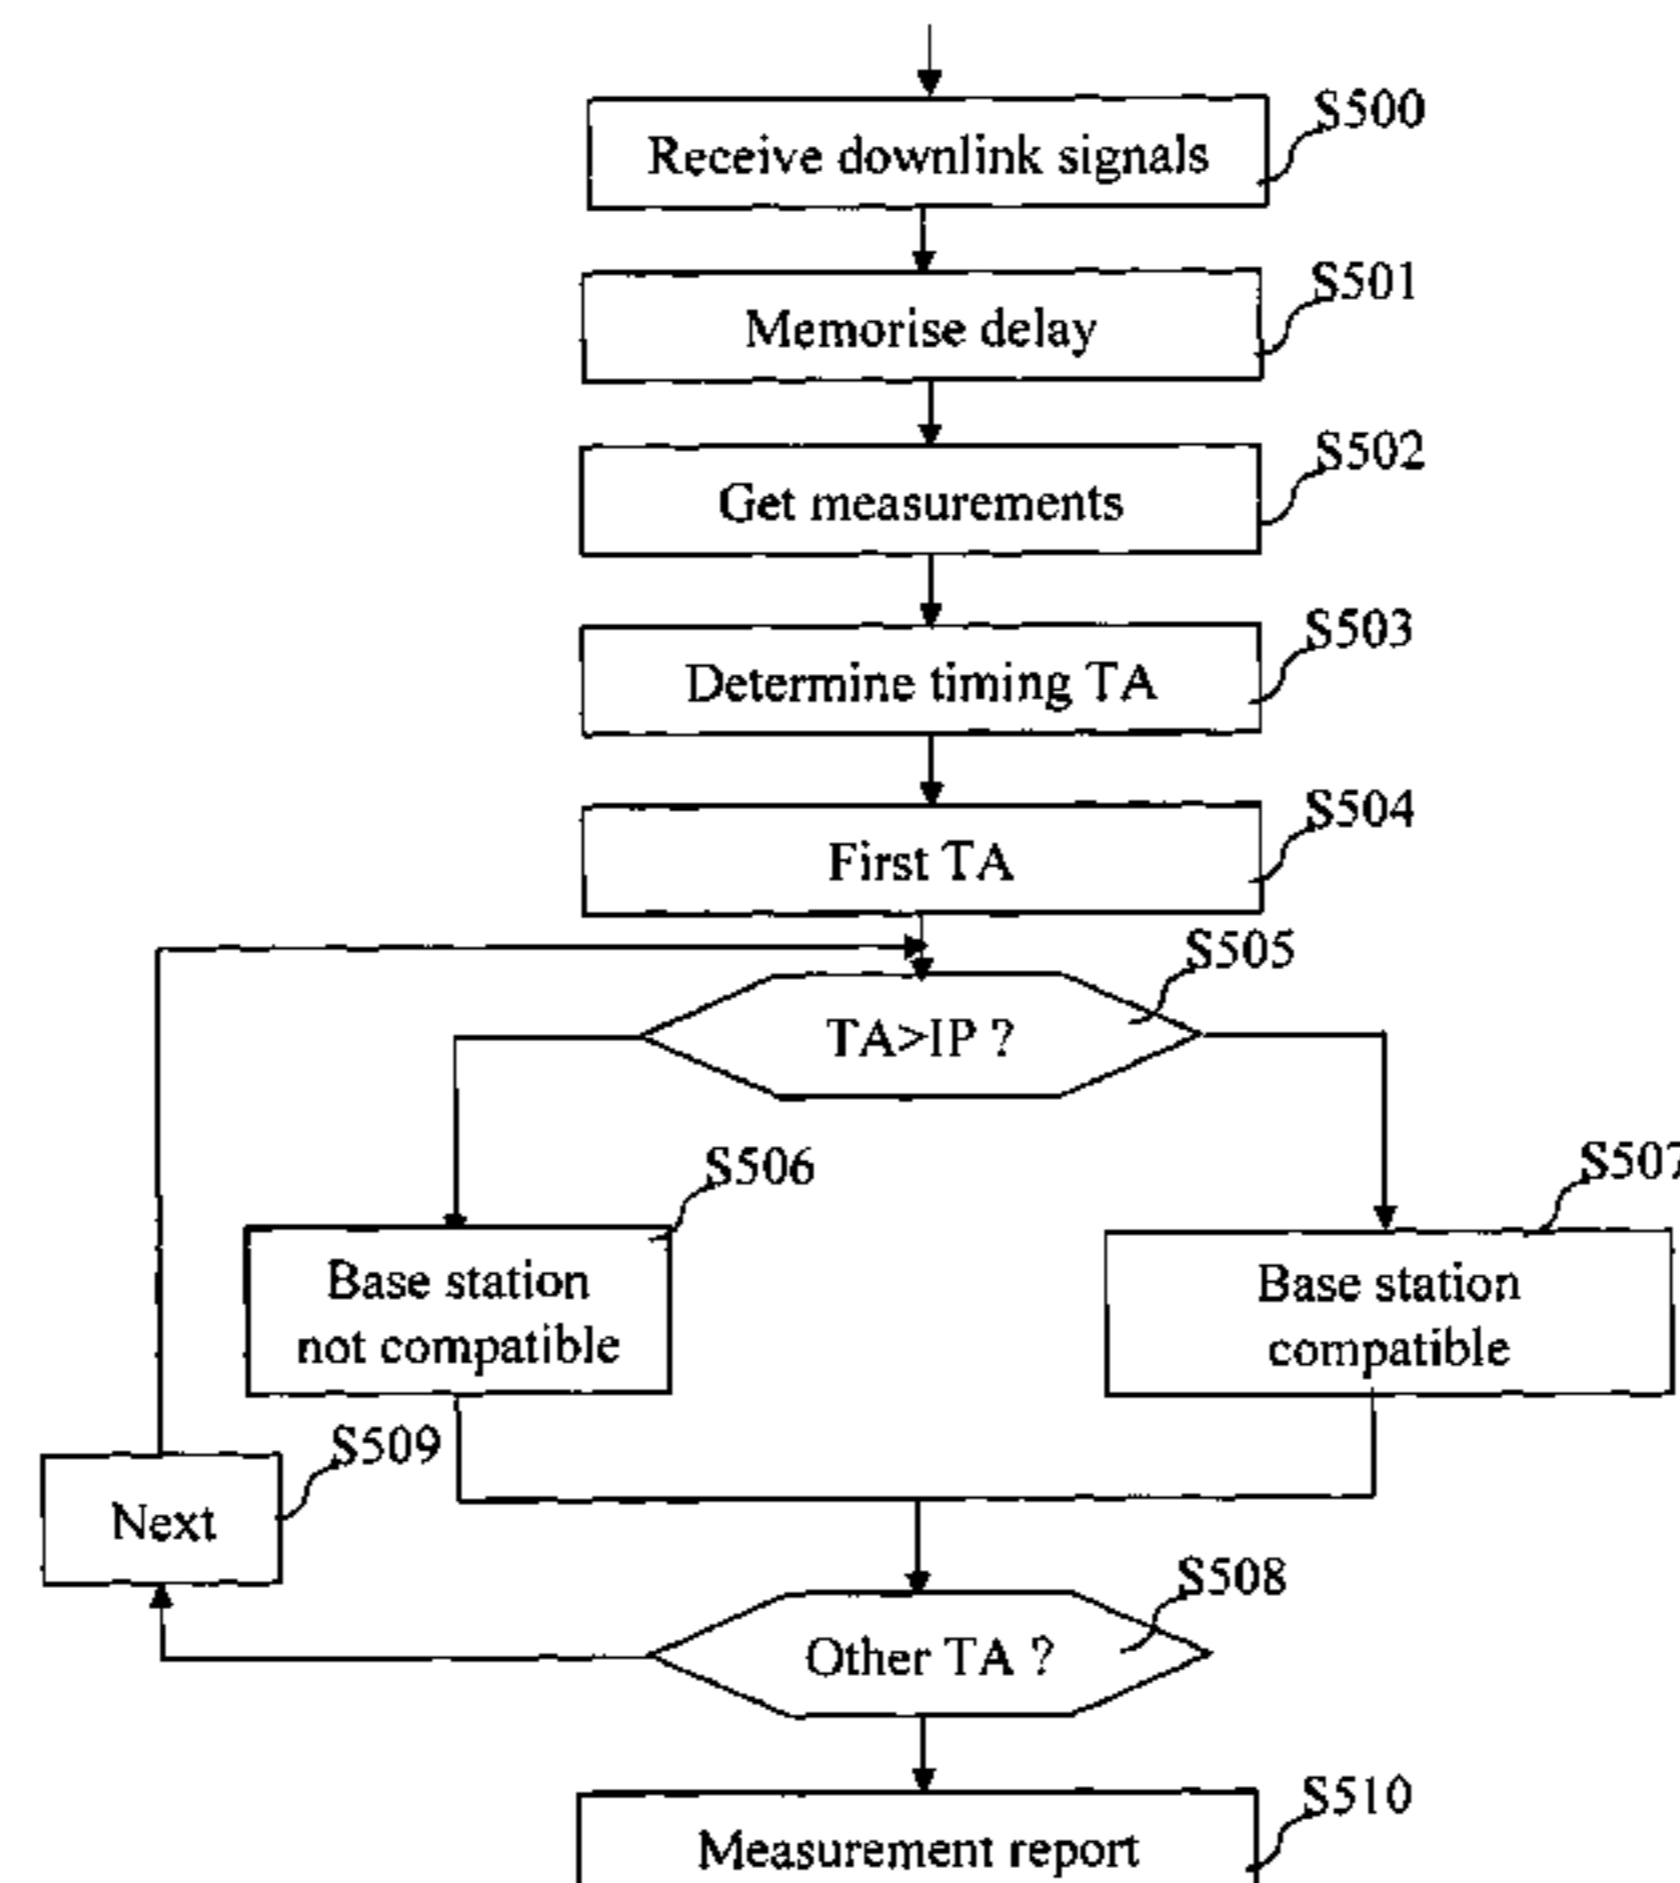 S500
Receive downlink signals
S501
Memorise delay
S502
Get measurements
S503
Determine timing TA
S504
First TA
S505
TA>IP ?
S506
Base station
not compatible
S507
Base station
compatible
S509
Next
S508
Other TA ?
S510
Measurement report